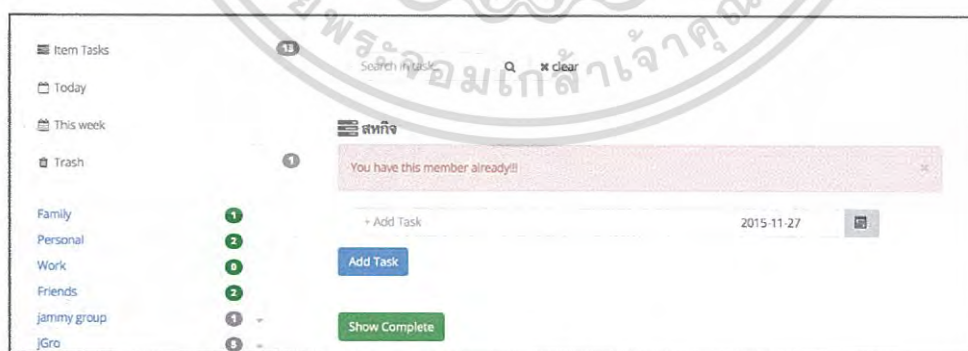 Item Tasks 13
Today
This week
Trash 1
Family 1
Personal 2
Work 0
Friends 2
jammy group 1
jGro 5
Search in task.. clear
สหกิจ
You have this member already!!!
+ Add Task 2015-11-27
Add Task
Show Complete